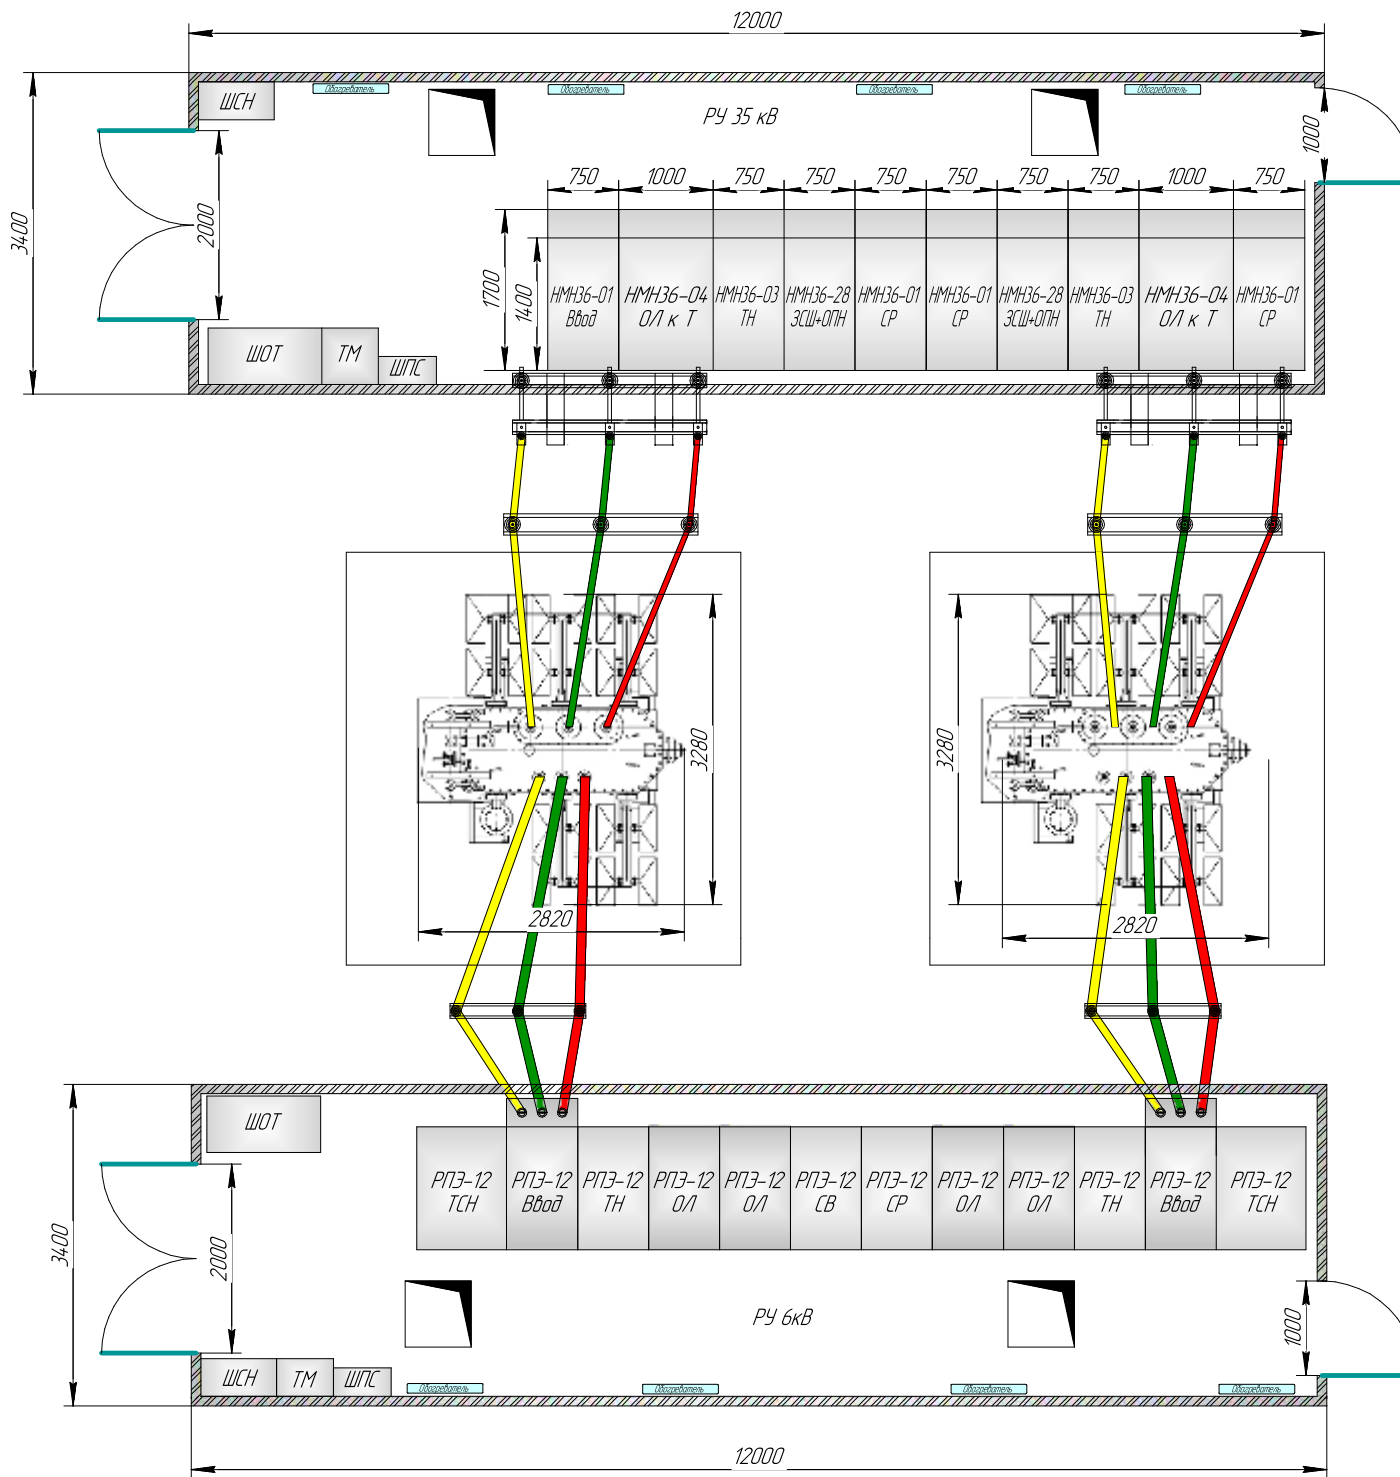 12000
ШСН
Обогреватель
Обогреватель
Обогреватель
Обогреватель
РУ 35 кВ
1000
3400
2000
750
1000
750
750
750
750
750
750
1000
750
1700
1400
НМН36-01
Ввод
НМН36-04
ОЛ к Т
НМН36-03
ТН
НМН36-28
ЗСШ+ОПН
НМН36-01
СР
НМН36-01
СР
НМН36-28
ЗСШ+ОПН
НМН36-03
ТН
НМН36-04
ОЛ к Т
НМН36-01
СР
ШОТ
ТМ
ШПС
3280
2820
3280
2820
ШОТ
3400
2000
РПЭ-12
ТСН
РПЭ-12
Ввод
РПЭ-12
ТН
РПЭ-12
ОЛ
РПЭ-12
ОЛ
РПЭ-12
СВ
РПЭ-12
СР
РПЭ-12
ОЛ
РПЭ-12
ОЛ
РПЭ-12
ТН
РПЭ-12
Ввод
РПЭ-12
ТСН
РУ 6кВ
1000
ШСН
ТМ
ШПС
Обогреватель
Обогреватель
Обогреватель
Обогреватель
12000